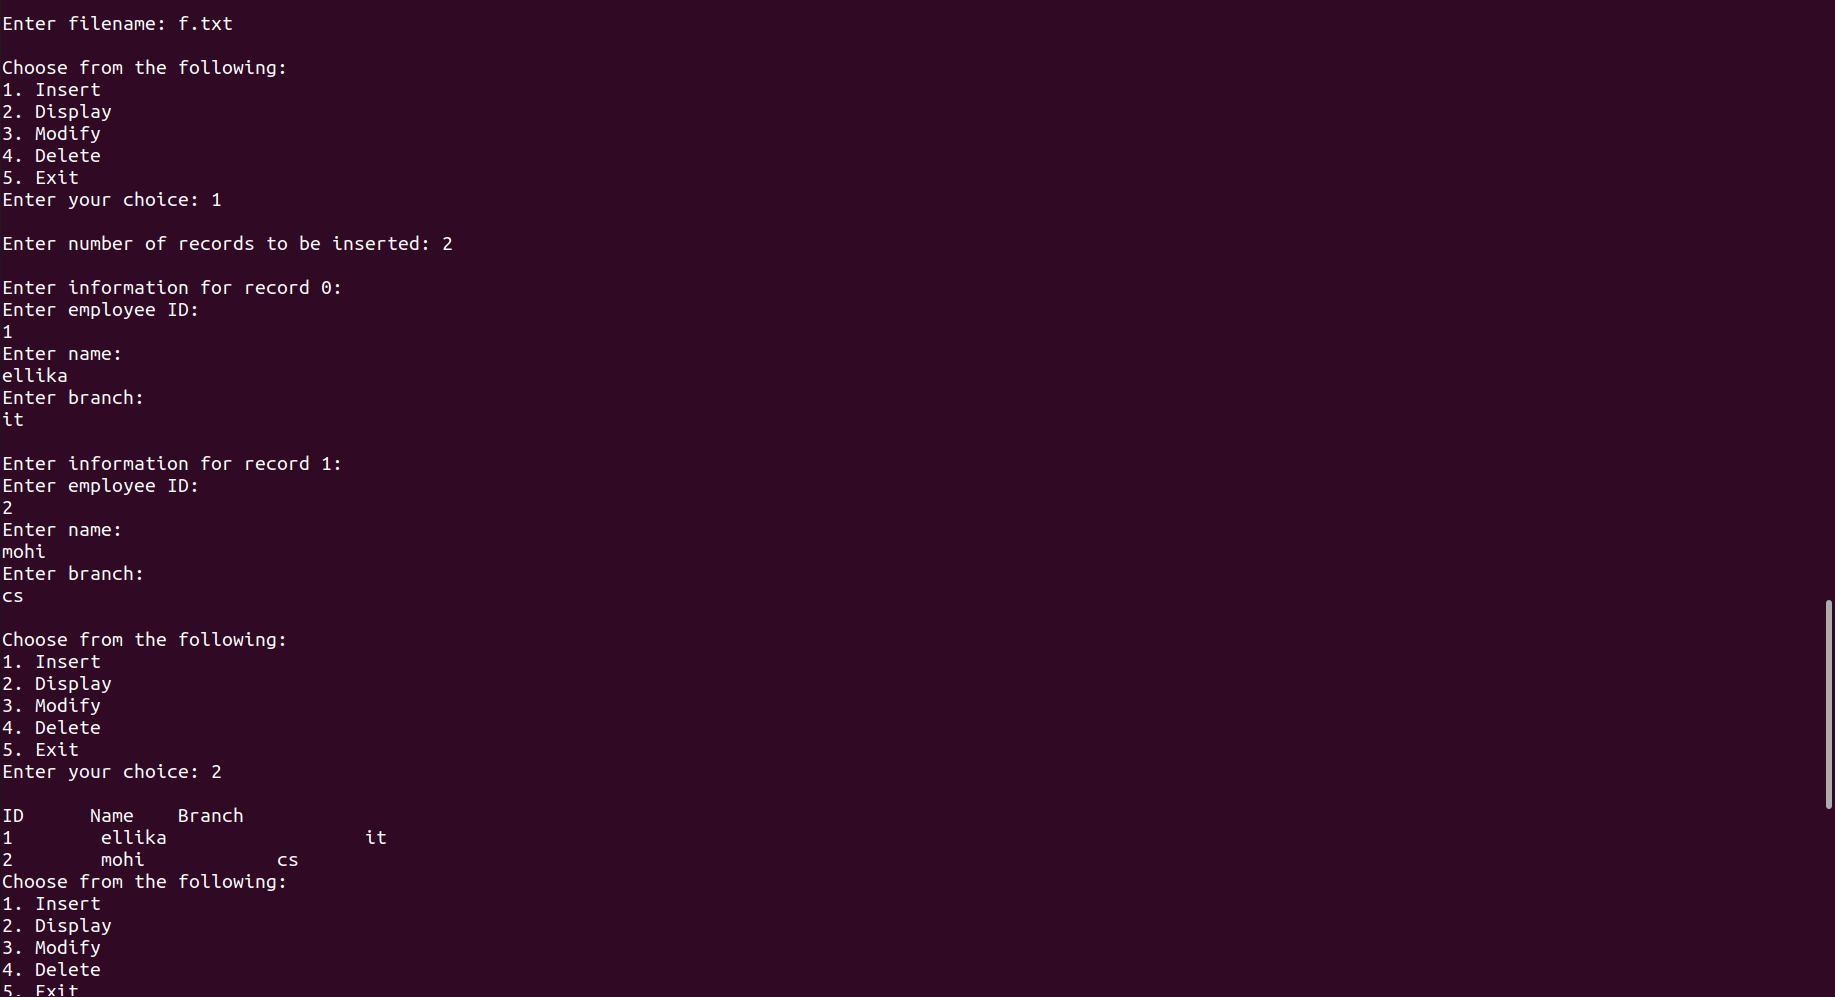 Enter filename: f.txt
Choose from the following:
1. Insert
2. Display
3. Modify
4. Delete
5. Exit
Enter your choice: 1
Enter number of records to be inserted: 2
Enter information for record 0:
Enter employee ID:
1
Enter name:
ellika
Enter branch:
it
Enter information for record 1:
Enter employee ID:
2
Enter name:
mohi
Enter branch:
cs
Choose from the following:
1. Insert
2. Display
3. Modify
4. Delete
5. Exit
Enter your choice: 2
ID      Name    Branch
1        ellika                  it
2        mohi            cs
Choose from the following:
1. Insert
2. Display
3. Modify
4. Delete
5. Exit